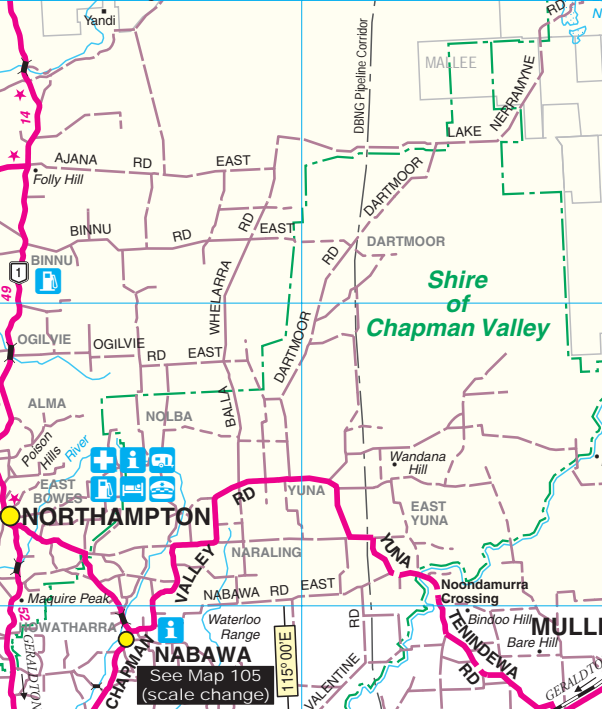 Yandi
RD
N
DBNG Pipeline Corridor
MALLEE
NERRAMYNE
14
LAKE
AJANA RD EAST
Folly Hill
DARTMOOR
RD
BINNU RD EAST
RD
DARTMOOR
BINNU
1
49
WHELARRA
Shire
of
Chapman Valley
OGILVIE
OGILVIE RD EAST
DARTMOOR
ALMA
NOLBA
BALLA
Poison
Hills
River
Wandana
Hill
EAST
BOWES
RD
YUNA
NORTHAMPTON
EAST
YUNA
YUNA
NARALING
VALLEY
NABAWA RD EAST
Noondamurra
Crossing
Maquire Peak
52
HOWATHARRA
Waterloo
Range
RD
Bindoo Hill
MULLE
TENINDEWA
Bare Hill
RD
NABAWA
CHAPMAN
See Map 105
(scale change)
115°00'E
VALENTINE
GERALDTON
GERALDTON